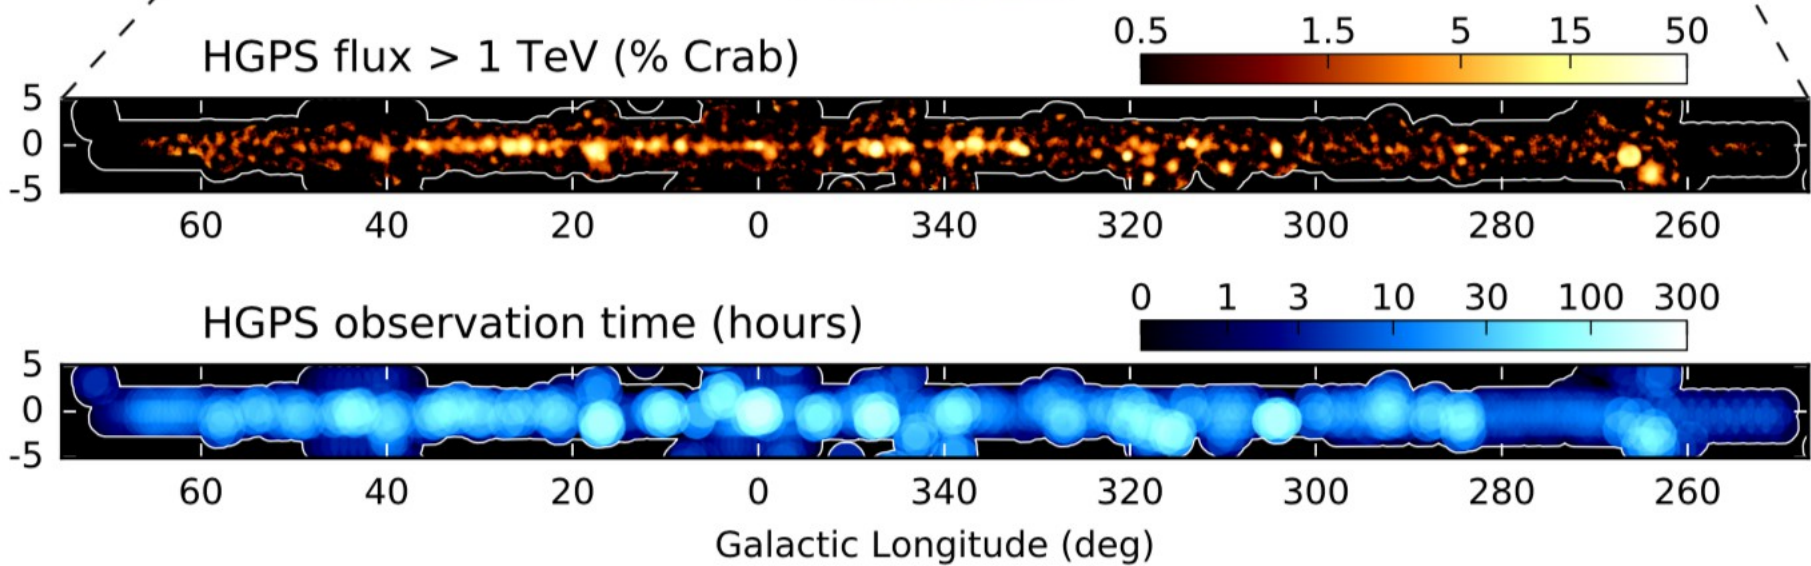 HGPS flux > 1 TeV (% Crab)
0.5 1.5 5 15 50
5
0
-5
60 40 20 0 340 320 300 280 260
HGPS observation time (hours)
0 1 3 10 30 100 300
5
0
-5
60 40 20 0 340 320 300 280 260
Galactic Longitude (deg)